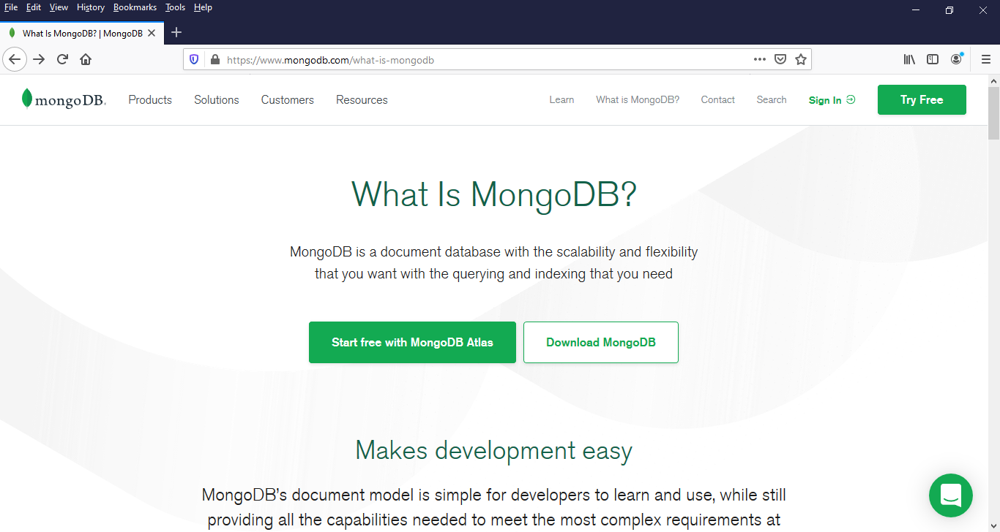 File Edit View History Bookmarks Tools Help
What Is MongoDB? | MongoDB
https://www.mongodb.com/what-is-mongodb
mongoDB. Products Solutions Customers Resources Learn What is MongoDB? Contact Search Sign In Try Free
What Is MongoDB?
MongoDB is a document database with the scalability and flexibility
that you want with the querying and indexing that you need
Start free with MongoDB Atlas Download MongoDB
Makes development easy
MongoDB's document model is simple for developers to learn and use, while still
providing all the capabilities needed to meet the most complex requirements at